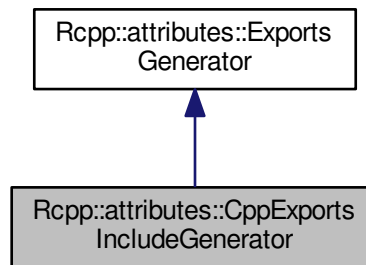 Rcpp::attributes::Exports
Generator
Rcpp::attributes::CppExports
IncludeGenerator